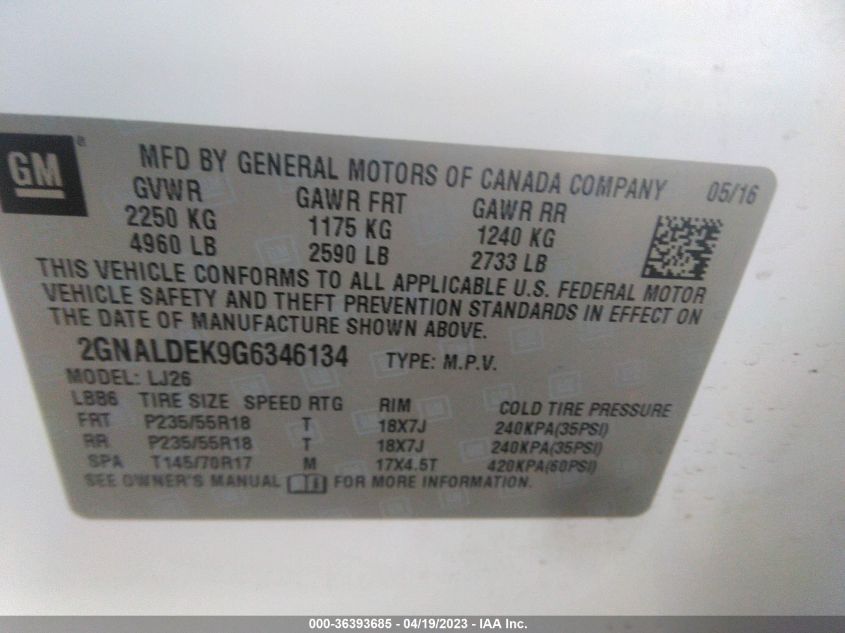 GM ®
MFD BY GENERAL MOTORS OF CANADA COMPANY 05/16
GVWR GAWR FRT GAWR RR
2250 KG 1175 KG 1240 KG
4960 LB 2590 LB 2733 LB
THIS VEHICLE CONFORMS TO ALL APPLICABLE U.S. FEDERAL MOTOR
VEHICLE SAFETY AND THEFT PREVENTION STANDARDS IN EFFECT ON
THE DATE OF MANUFACTURE SHOWN ABOVE.
2GNALDEK9G6346134 TYPE: M.P.V.
MODEL: LJ26
LBB6 TIRE SIZE SPEED RTG RIM COLD TIRE PRESSURE
FRT P235/55R18 T 18X7J 240KPA(35PSI)
RR P235/55R18 T 18X7J 240KPA(35PSI)
SPA T145/70R17 M 17X4.5T 420KPA(60PSI)
SEE OWNER'S MANUAL FOR MORE INFORMATION.
000-36393685 - 04/19/2023 - IAA Inc.